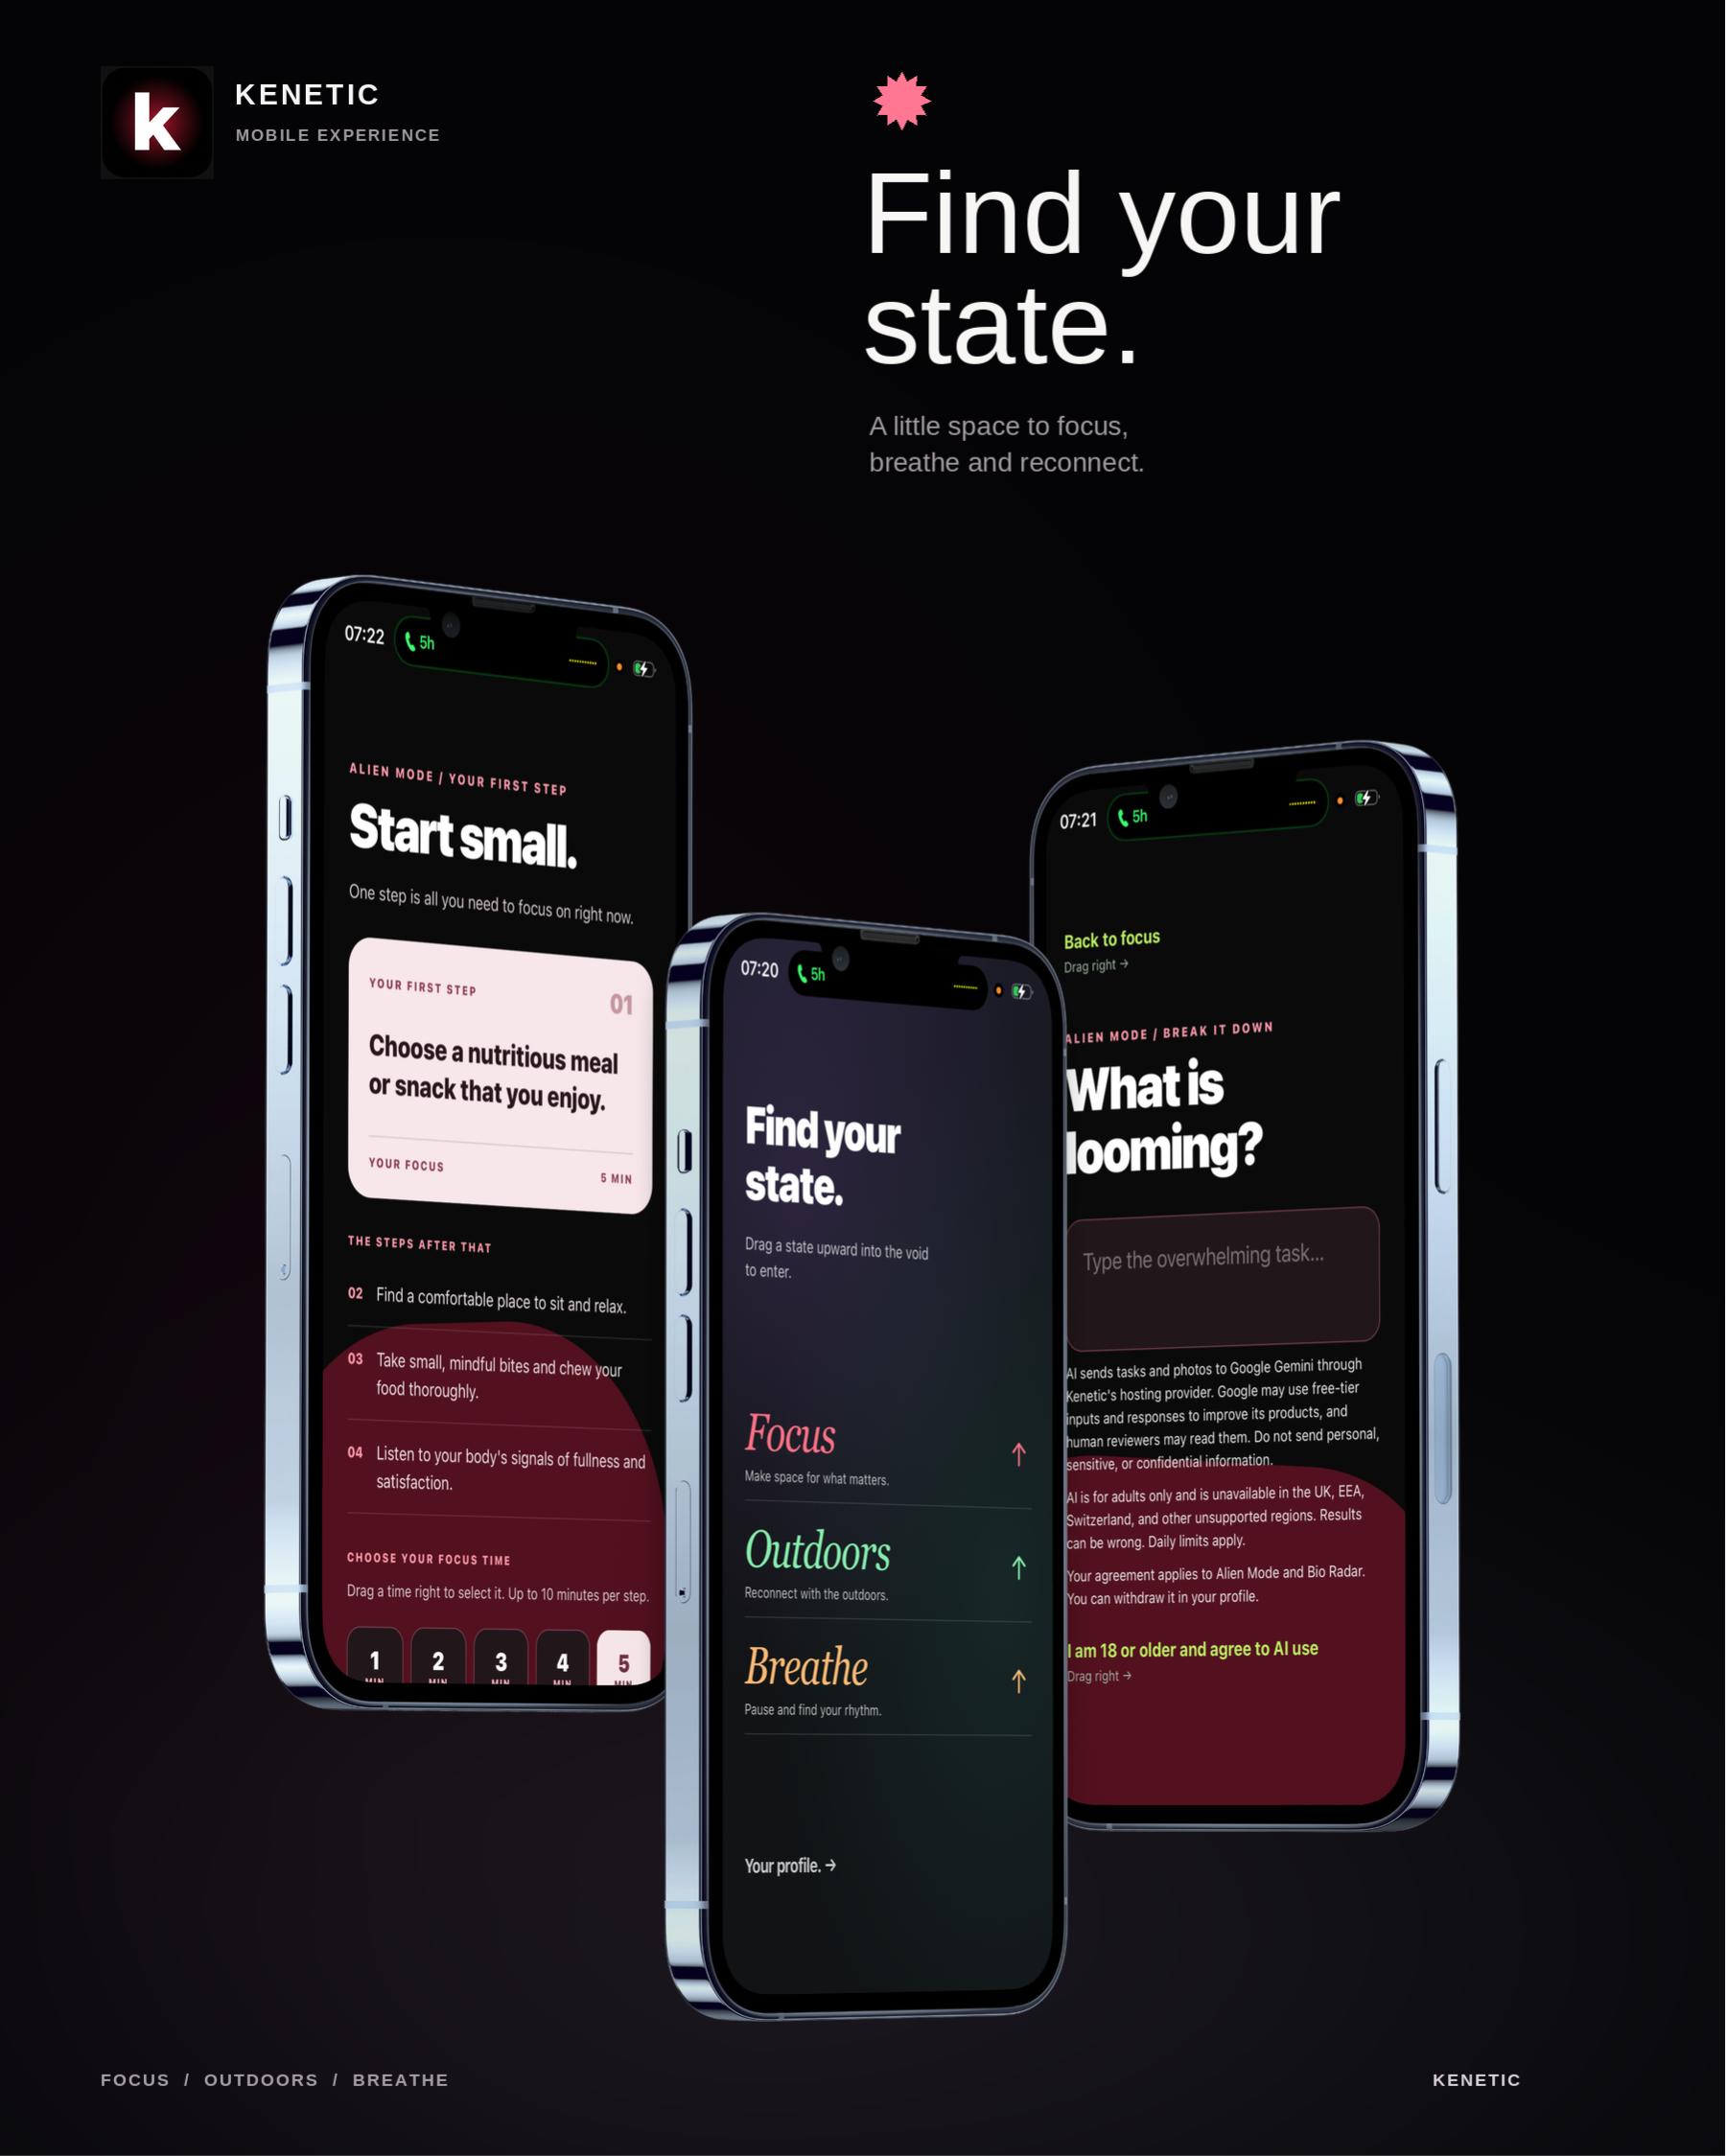 k
KENETIC
MOBILE EXPERIENCE
Find your
state.
A little space to focus,
breathe and reconnect.
07:22
5h
ALIEN MODE / YOUR FIRST STEP
Start small.
One step is all you need to focus on right now.
YOUR FIRST STEP
01
Choose a nutritious meal
or snack that you enjoy.
YOUR FOCUS
5 MIN
THE STEPS AFTER THAT
02 Find a comfortable place to sit and relax.
03 Take small, mindful bites and chew your
food thoroughly.
04 Listen to your body's signals of fullness and
satisfaction.
CHOOSE YOUR FOCUS TIME
Drag a time right to select it. Up to 10 minutes per step.
1 2 3 4 5
MIN MIN MIN MIN MIN
07:20
5h
Find your
state.
Drag a state upward into the void
to enter.
Focus
Make space for what matters.
Outdoors
Reconnect with the outdoors.
Breathe
Pause and find your rhythm.
Your profile. →
07:21
5h
Back to focus
Drag right →
ALIEN MODE / BREAK IT DOWN
What is
looming?
Type the overwhelming task...
AI sends tasks and photos to Google Gemini through
Kenetic's hosting provider. Google may use free-tier
inputs and responses to improve its products, and
human reviewers may read them. Do not send personal,
sensitive, or confidential information.
AI is for adults only and is unavailable in the UK, EEA,
Switzerland, and other unsupported regions. Results
can be wrong. Daily limits apply.
Your agreement applies to Alien Mode and Bio Radar.
You can withdraw it in your profile.
I am 18 or older and agree to AI use
Drag right →
FOCUS / OUTDOORS / BREATHE
KENETIC